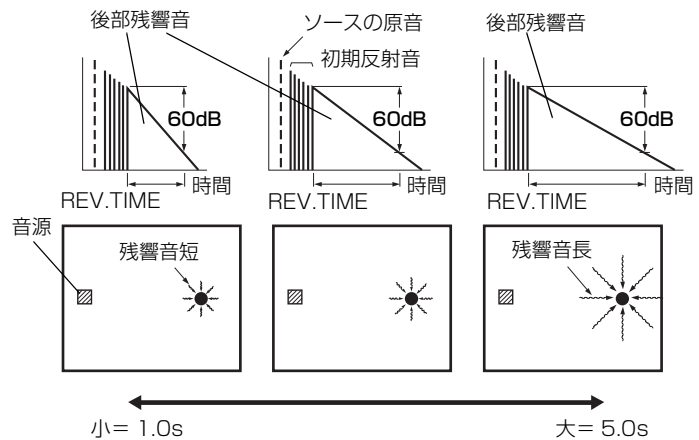 後部残響音
ソースの原音
後部残響音
初期反射音
60dB
60dB
60dB
時間
時間
時間
REV.TIME
REV.TIME
REV.TIME
音源
残響音短
残響音長
小= 1.0s
大= 5.0s